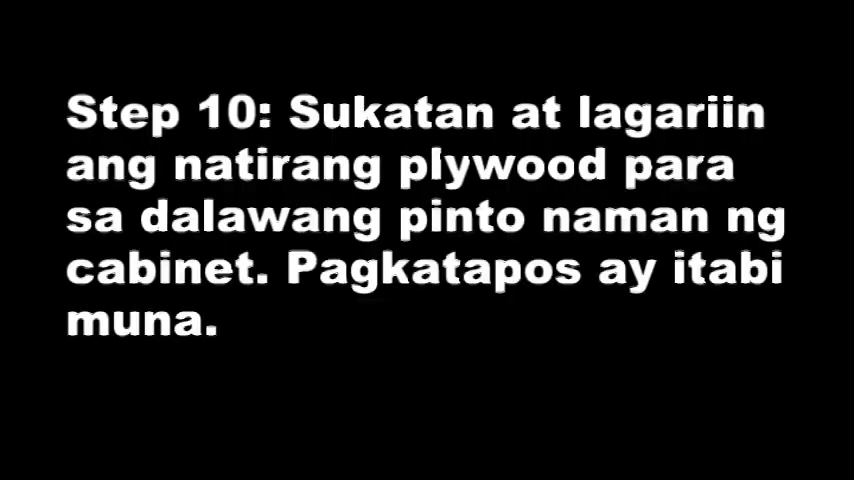 Step 10: Sukatan at lagariin
ang natirang plywood para
sa dalawang pinto naman ng
cabinet. Pagkatapos ay itabi
muna.